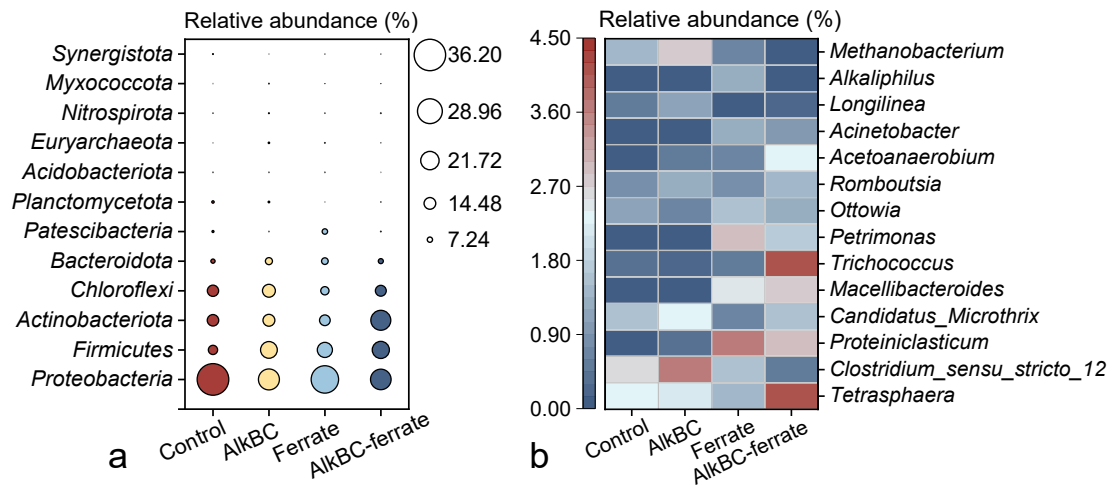 Relative abundance (%)
Synergistota
Myxococcota
Nitrospirota
Euryarchaeota
Acidobacteriota
Planctomycetota
Patescibacteria
Bacteroidota
Chloroflexi
Actinobacteriota
Firmicutes
Proteobacteria
36.20
28.96
21.72
14.48
7.24
Control
AlkBC
Ferrate
AlkBC-ferrate
a
Relative abundance (%)
4.50
3.60
2.70
1.80
0.90
0.00
Methanobacterium
Alkaliphilus
Longilinea
Acinetobacter
Acetoanaerobium
Romboutsia
Ottowia
Petrimonas
Trichococcus
Macellibacteroides
Candidatus_Microthrix
Proteiniclasticum
Clostridium_sensu_stricto_12
Tetrasphaera
Control
AlkBC
Ferrate
AlkBC-ferrate
b